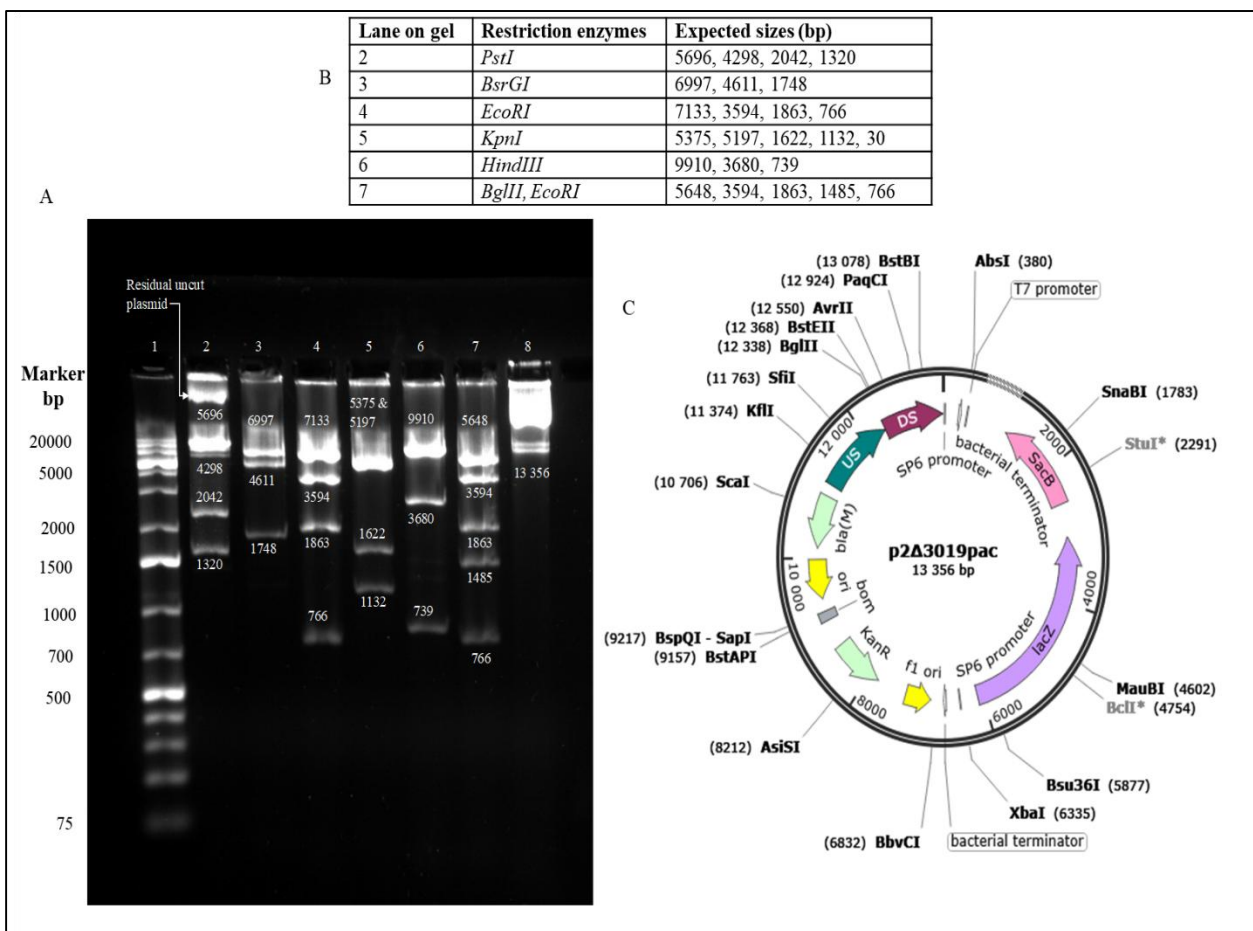 B
Lane on gel Restriction enzymes Expected sizes (bp)
2 PstI 5696, 4298, 2042, 1320
3 BsrGI 6997, 4611, 1748
4 EcoRI 7133, 3594, 1863, 766
5 KpnI 5375, 5197, 1622, 1132, 30
6 HindIII 9910, 3680, 739
7 BglII, EcoRI 5648, 3594, 1863, 1485, 766
A
Residual uncut
plasmid
1 2 3 4 5 6 7 8
Marker
bp
20000
5000
2000
1500
1000
700
500
75
5696
4298
2042
1320
6997
4611
1748
7133
3594
1863
766
5375 &
5197
1622
1132
9910
3680
739
5648
3594
1863
1485
766
13 356
C
(13 078) BstBI
(12 924) PaqCI
(12 550) AvrII
(12 368) BstEII
(12 338) BglII
(11 763) SfiI
(11 374) KflI
(10 706) ScaI
(9217) BspQI - SapI
(9157) BstAPI
(8212) AsiSI
(6832) BbvCI
AbsI (380)
T7 promoter
SnaBI (1783)
StuI* (2291)
MauBI (4602)
BclI* (4754)
Bsu36I (5877)
XbaI (6335)
bacterial terminator
2000
4000
6000
8000
10 000
12 000
DS
US
bla(M)
ori
bom
KanR
f1 ori
SP6 promoter
lacZ
SacB
bacterial terminator
SP6 promoter
p2Δ3019pac
13 356 bp